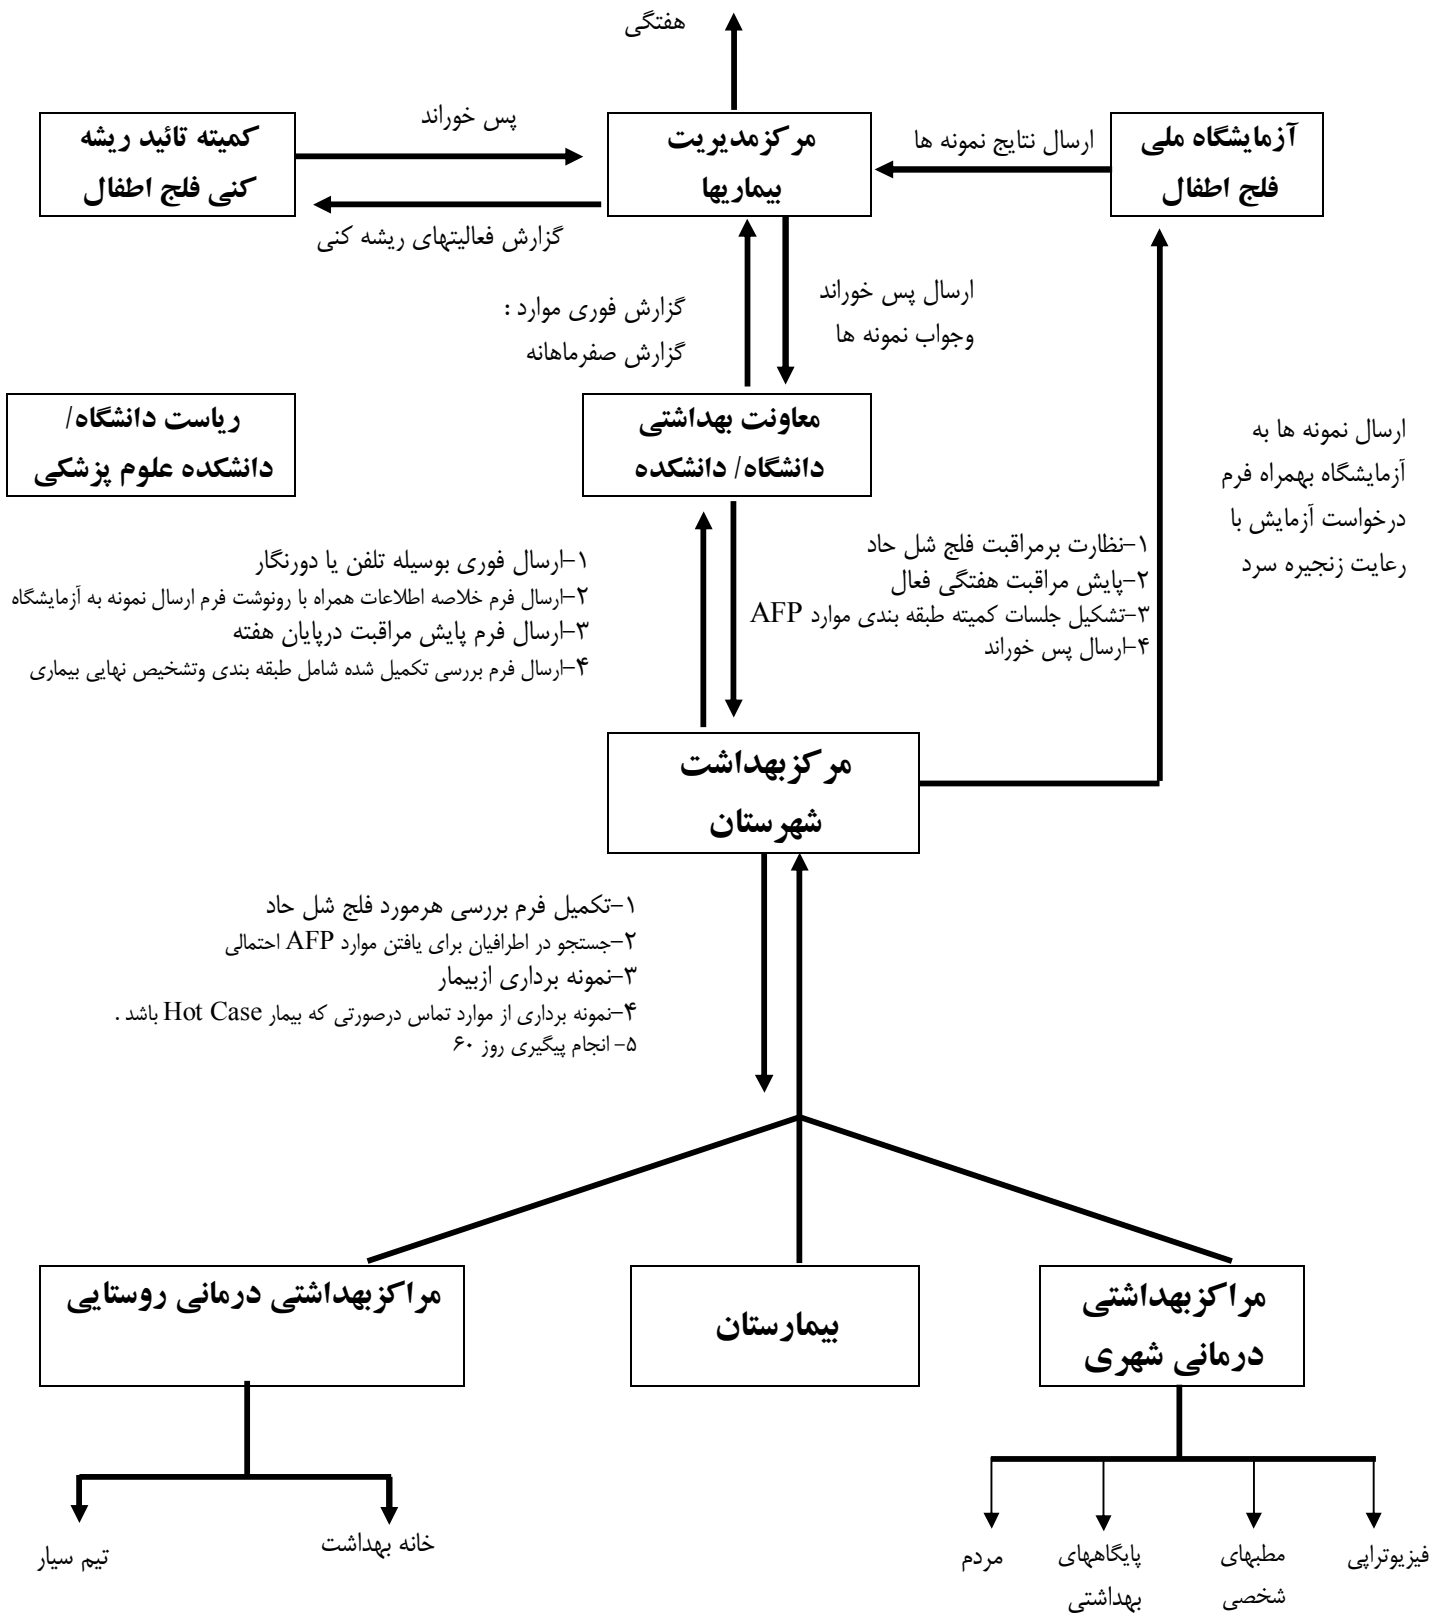 هفتگی
آزمایشگاه ملی
فلج اطفال
ارسال نتایج نمونه ها
مرکزمدیریت
بیماریها
پس خوراند
گزارش فعالیتهای ریشه کنی
کمیته تائید ریشه
کنی فلج اطفال
ارسال پس خوراند
وجواب نمونه ها
گزارش فوری موارد :
گزارش صفرماهانه
معاونت بهداشتی
دانشگاه/ دانشکده
ریاست دانشگاه/
دانشکده علوم پزشکی
ارسال نمونه ها به
آزمایشگاه بهمراه فرم
درخواست آزمایش با
رعایت زنجیره سرد
۱-نظارت برمراقبت فلج شل حاد
۲-پایش مراقبت هفتگی فعال
۳-تشکیل جلسات کمیته طبقه بندی موارد AFP
۴-ارسال پس خوراند
۱-ارسال فوری بوسیله تلفن یا دورنگار
۲-ارسال فرم خلاصه اطلاعات همراه با رونوشت فرم ارسال نمونه به آزمایشگاه
۳-ارسال فرم پایش مراقبت درپایان هفته
۴-ارسال فرم بررسی تکمیل شده شامل طبقه بندی وتشخیص نهایی بیماری
مرکزبهداشت
شهرستان
۱-تکمیل فرم بررسی هرمورد فلج شل حاد
۲-جستجو در اطرافیان برای یافتن موارد AFP احتمالی
۳-نمونه برداری ازبیمار
۴-نمونه برداری از موارد تماس درصورتی که بیمار Hot Case باشد .
۵- انجام پیگیری روز ۶۰
مراکزبهداشتی
درمانی شهری
بیمارستان
مراکزبهداشتی درمانی روستایی
فیزیوتراپی
مطبهای
شخصی
پایگاههای
بهداشتی
مردم
خانه بهداشت
تیم سیار